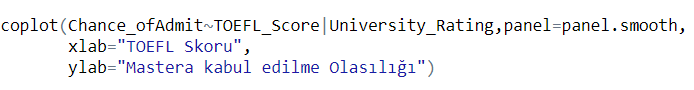 coplot(Chance_ofAdmit~TOEFL_Score|University_Rating,panel=panel.smooth,
xlab="TOEFL Skoru",
ylab="Mastera kabul edilme Olasılığı")